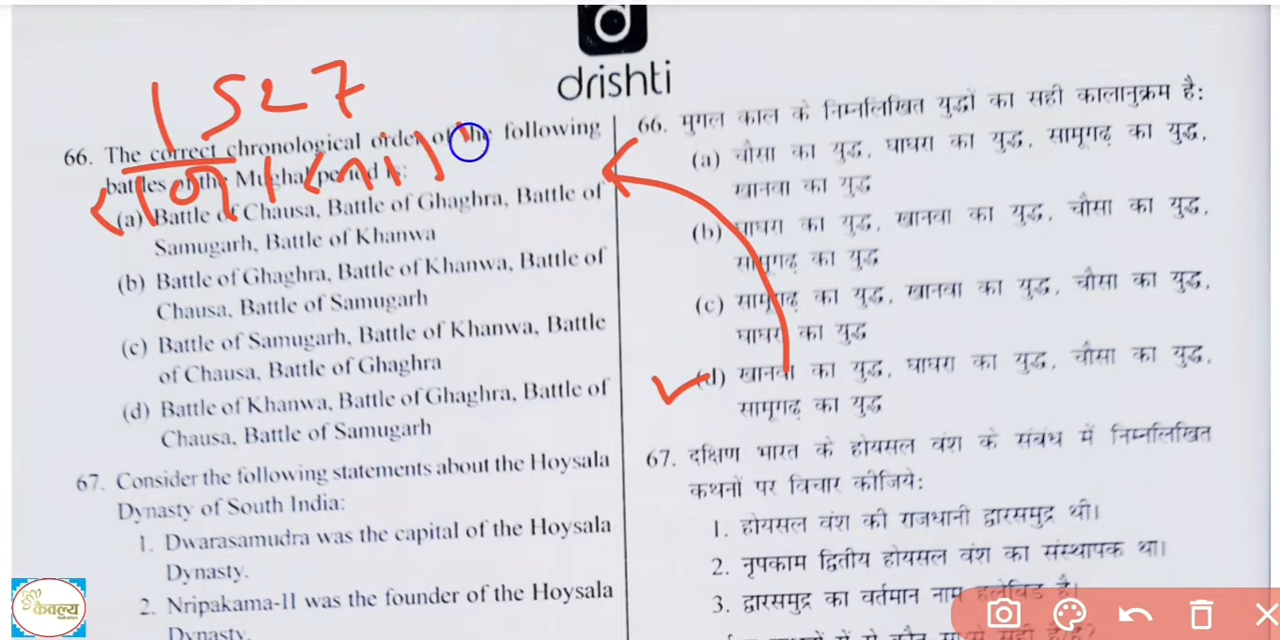 drishti
1527
66. The correct chronological order of the following
battles of the Mughal period is:
(a) Battle of Chausa, Battle of Ghaghra, Battle of
Samugarh, Battle of Khanwa
(b) Battle of Ghaghra, Battle of Khanwa, Battle of
Chausa, Battle of Samugarh
(c) Battle of Samugarh, Battle of Khanwa, Battle
of Chausa, Battle of Ghaghra
(d) Battle of Khanwa, Battle of Ghaghra, Battle of
Chausa, Battle of Samugarh
67. Consider the following statements about the Hoysala
Dynasty of South India:
1. Dwarasamudra was the capital of the Hoysala
Dynasty.
2. Nripakama-II was the founder of the Hoysala
Dynasty.
66. मुगल काल के निम्नलिखित युद्धों का सही कालानुक्रम है:
(a) चौसा का युद्ध, घाघरा का युद्ध, सामूगढ़ का युद्ध,
खानवा का युद्ध
(b) घाघरा का युद्ध, खानवा का युद्ध, चौसा का युद्ध,
सामूगढ़ का युद्ध
(c) सामूगढ़ का युद्ध, खानवा का युद्ध, चौसा का युद्ध,
घाघरा का युद्ध
(d) खानवा का युद्ध, घाघरा का युद्ध, चौसा का युद्ध,
सामूगढ़ का युद्ध
67. दक्षिण भारत के होयसल वंश के संबंध में निम्नलिखित
कथनों पर विचार कीजिये:
1. होयसल वंश की राजधानी द्वारसमुद्र थी।
2. नृपकाम द्वितीय होयसल वंश का संस्थापक था।
3. द्वारसमुद्र का वर्तमान नाम हलेबिड है।
कैवल्य